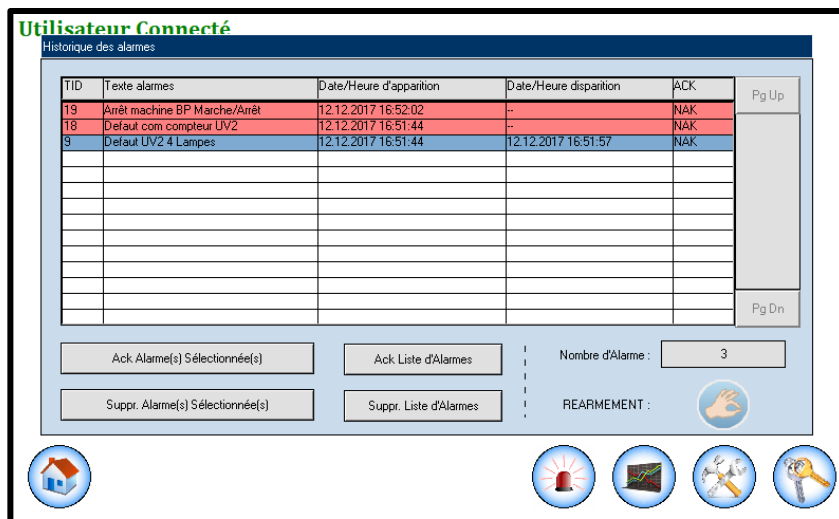 Utilisateur Connecté
Historique des alarmes
TID Texte alarmes Date/Heure d'apparition Date/Heure disparition ACK
19 Arrêt machine BP Marche/Arrêt 12.12.2017 16:52:02 -- NAK
18 Defaut com compteur UV2 12.12.2017 16:51:44 -- NAK
9 Defaut UV2 4 Lampes 12.12.2017 16:51:44 12.12.2017 16:51:57 NAK
Pg Up
Pg Dn
Ack Alarme(s) Sélectionnée(s) Ack Liste d'Alarmes Nombre d'Alarme : 3
Suppr. Alarme(s) Sélectionnée(s) Suppr. Liste d'Alarmes REARMEMENT :